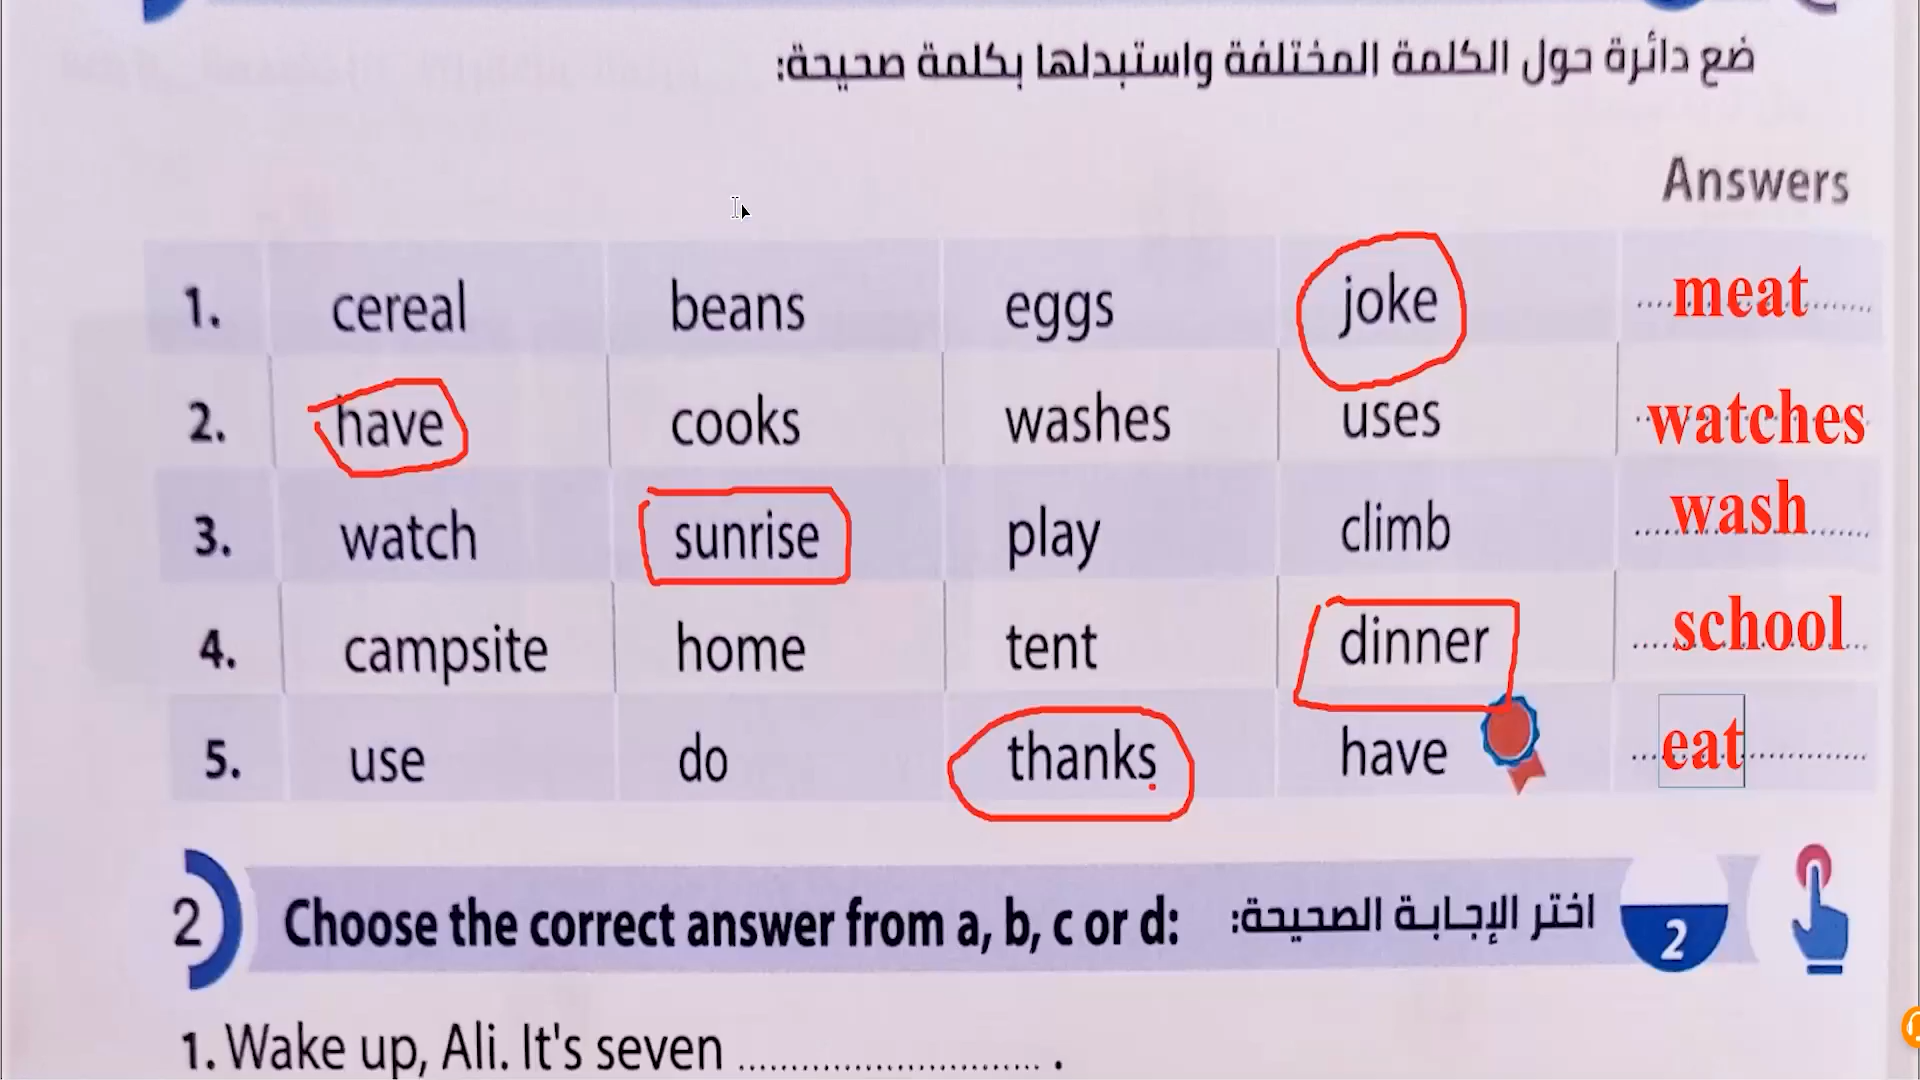 ضع دائرة حول الكلمة المختلفة واستبدلها بكلمة صحيحة:
Answers
1. cereal beans eggs joke meat
2. have cooks washes uses watches
3. watch sunrise play climb wash
4. campsite home tent dinner school
5. use do thanks have eat
2 Choose the correct answer from a, b, c or d: اختر الإجابة الصحيحة: 2
1. Wake up, Ali. It's seven ............................ .